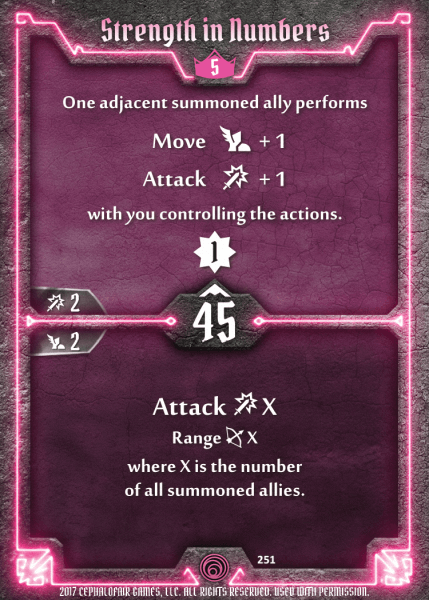 Strength in Numbers
5
One adjacent summoned ally performs
Move + 1
Attack + 1
with you controlling the actions.
1
2
45
2
Attack X
Range X
where X is the number
of all summoned allies.
251
2017 CEPHALOFAIR GAMES, LLC. ALL RIGHTS RESERVED. USED WITH PERMISSION.